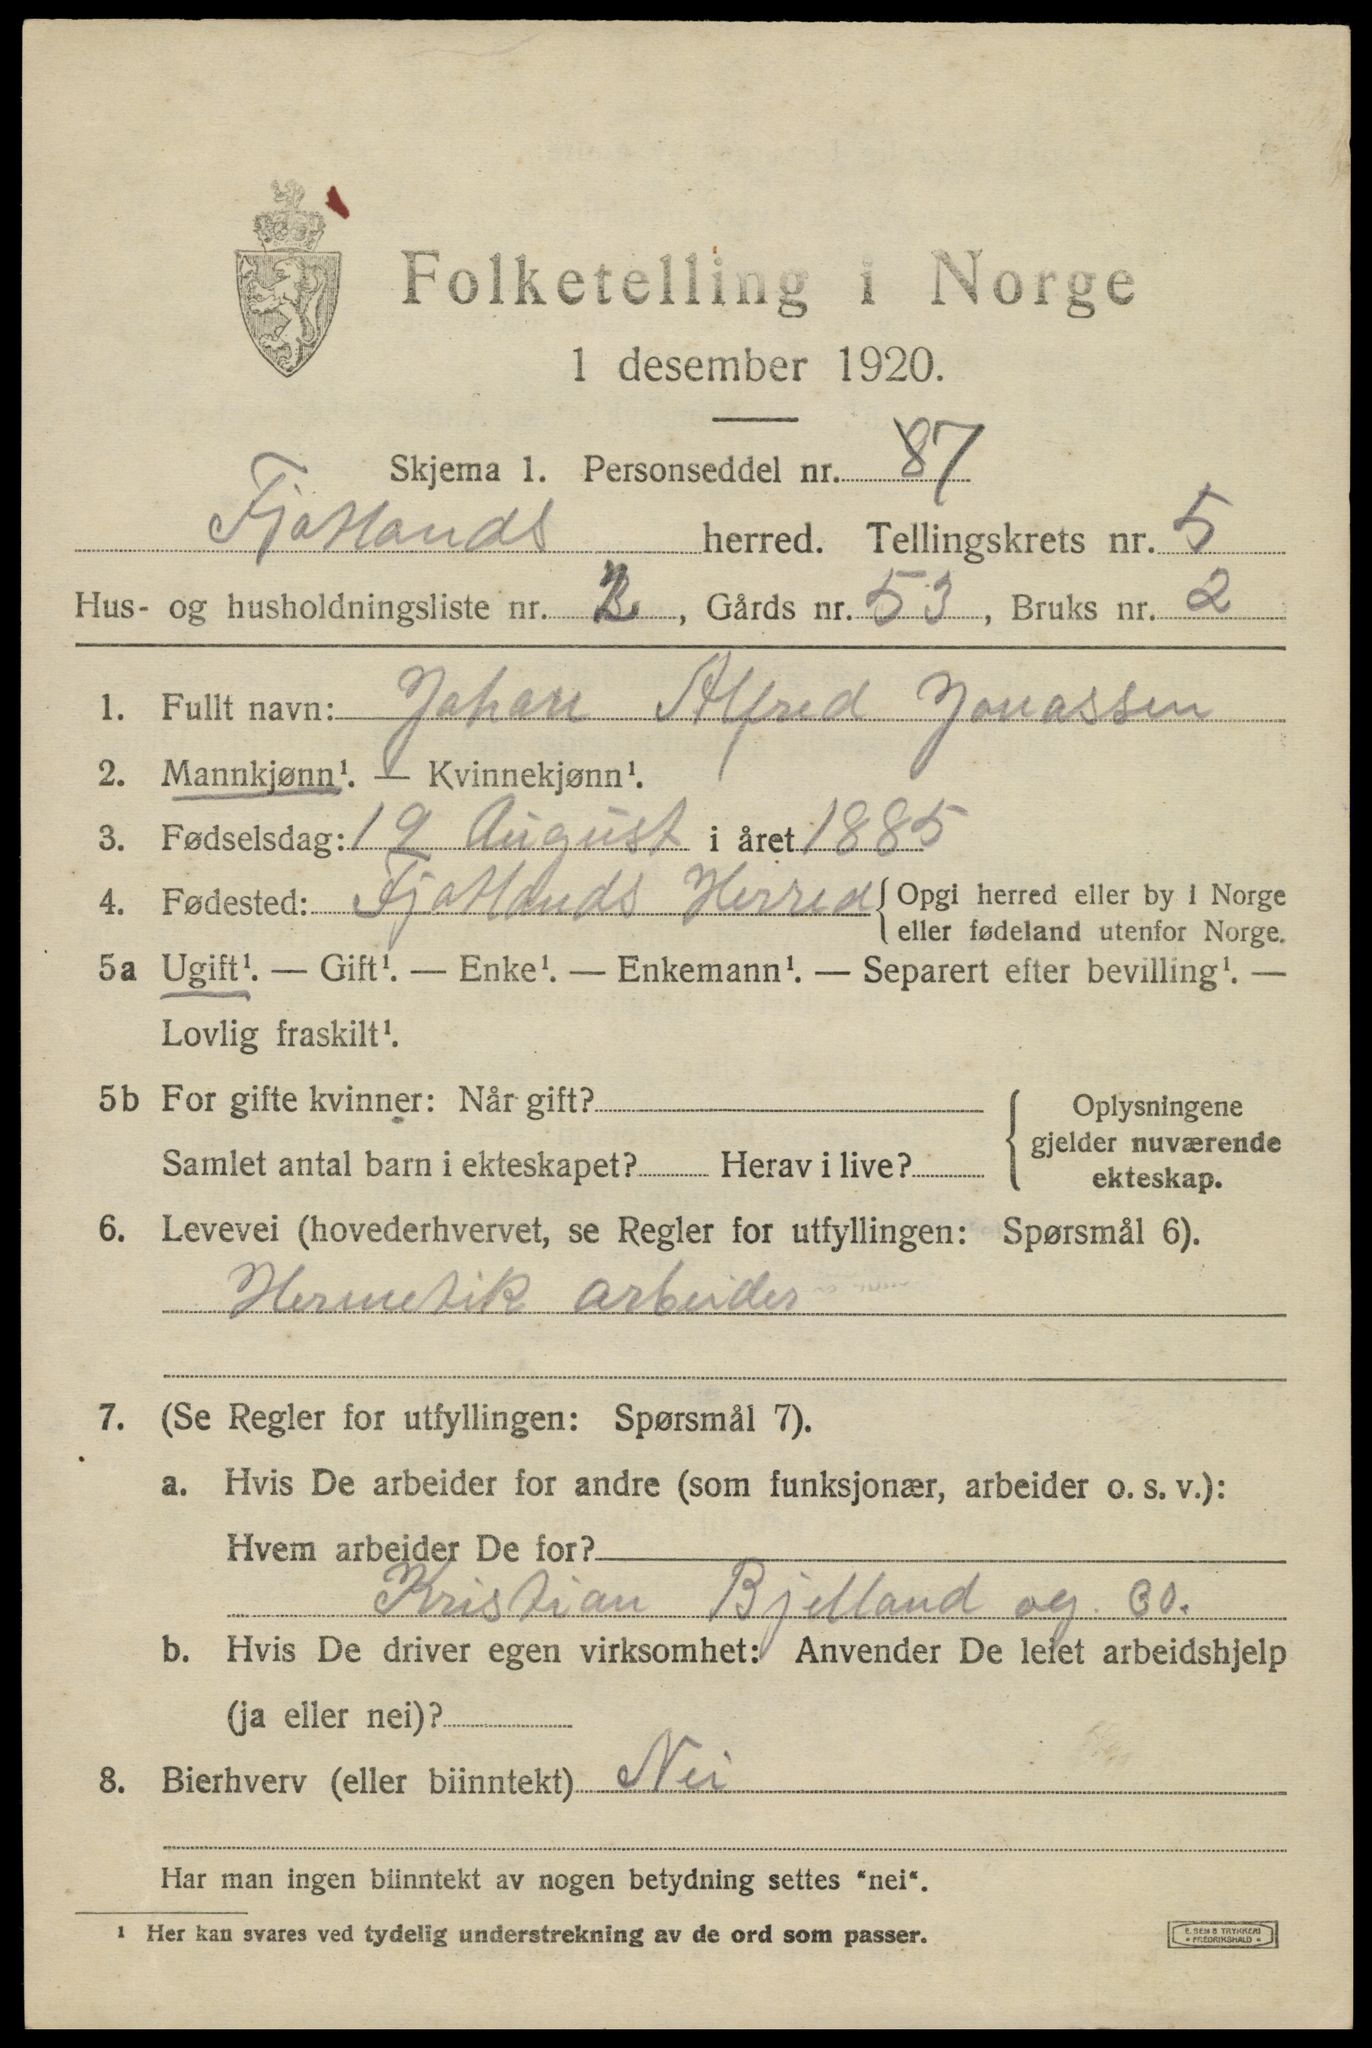 Folketelling i Norge
1 desember 1920.
Skjema 1. Personseddel nr. 87
Fjotlands herred. Tellingskrets nr. 5
Hus- og husholdningsliste nr. 2, Gårds nr. 53, Bruks nr. 2
1. Fullt navn: Johan Alfred Jonassen
2. Mannkjønn¹. — Kvinnekjønn¹.
3. Fødselsdag: 19 August i året 1885
4. Fødested: Fjotlands Herred { Opgi herred eller by i Norge
eller fødeland utenfor Norge.
5a Ugift¹. — Gift¹. — Enke¹. — Enkemann¹. — Separert efter bevilling¹. —
Lovlig fraskilt¹.
5b For gifte kvinner: Når gift?
Samlet antal barn i ekteskapet? Herav i live?
Oplysningene
gjelder nuværende
ekteskap.
6. Levevei (hovederhvervet, se Regler for utfyllingen: Spørsmål 6).
Hermetik arbeider
7. (Se Regler for utfyllingen: Spørsmål 7).
a. Hvis De arbeider for andre (som funksjonær, arbeider o. s. v.):
Hvem arbeider De for?
Kristian Bjelland og. Co.
b. Hvis De driver egen virksomhet: Anvender De leiet arbeidshjelp
(ja eller nei)?
8. Bierhverv (eller biinntekt) Nei
Har man ingen biinntekt av nogen betydning settes "nei".
¹ Her kan svares ved tydelig understrekning av de ord som passer.
TRYKKERI
FREDRIKSHALD